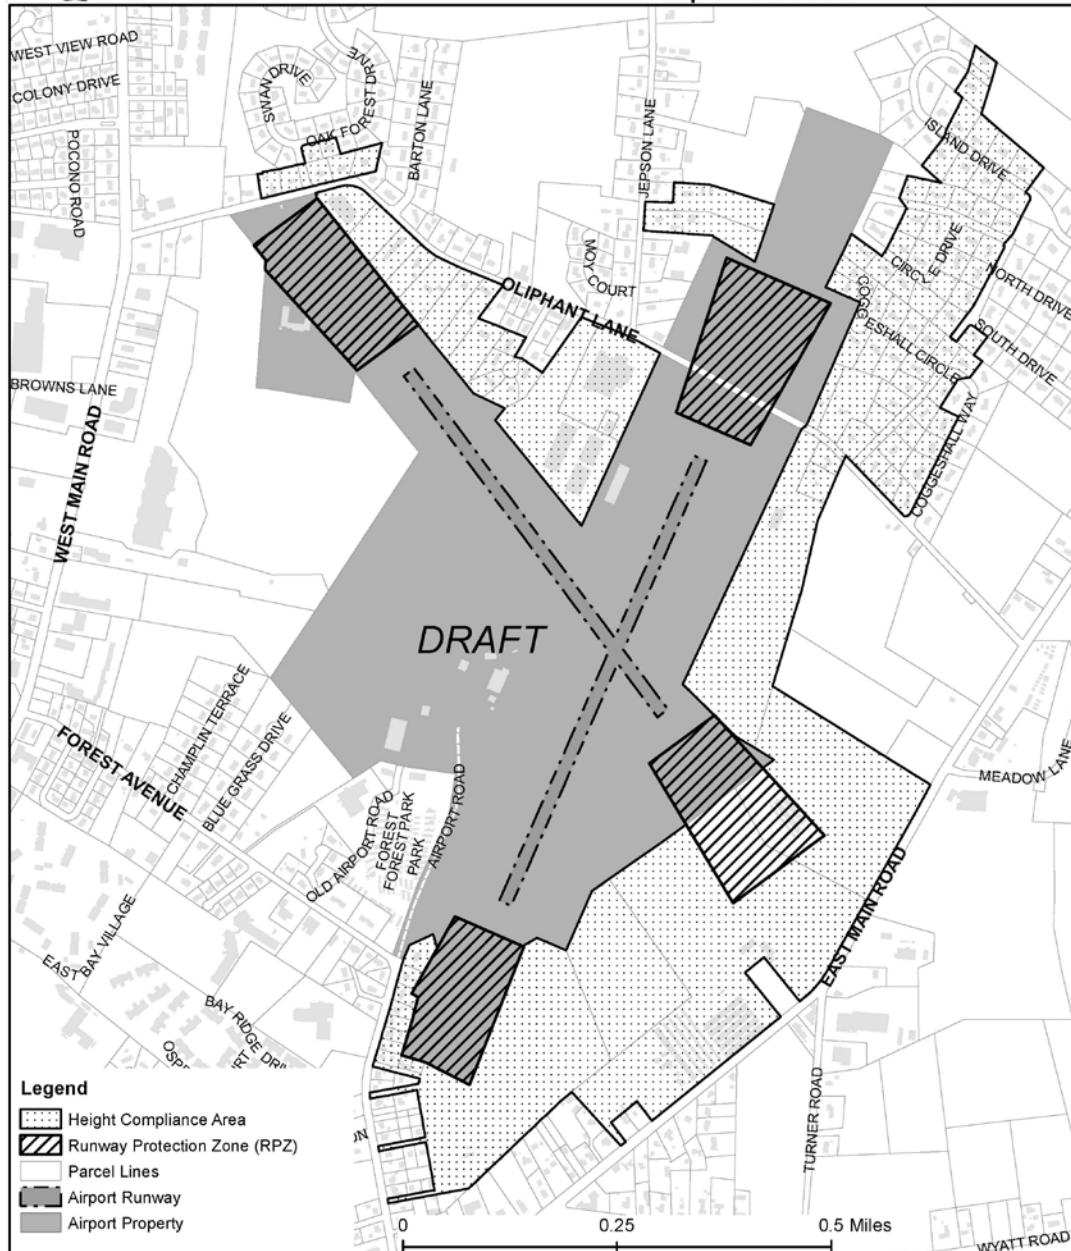 WEST VIEW ROAD
COLONY DRIVE
POCONO ROAD
SWAN DRIVE
OAK FOREST DRIVE
BARTON LANE
JEPSON LANE
ISLAND DRIVE
MOY COURT
OLIPHANT LANE
CIRCLE DRIVE
NORTH DRIVE
SOUTH DRIVE
COGGESHALL CIRCLE
COGGESHALL WAY
BROWNS LANE
WEST MAIN ROAD
DRAFT
CHAMPLIN TERRACE
BLUE GRASS DRIVE
FOREST AVENUE
OLD AIRPORT ROAD
FOREST PARK
FOREST
PARK
AIRPORT ROAD
MEADOW LANE
EAST MAIN ROAD
EAST BAY VILLAGE
BAY RIDGE DRI
TURNER ROAD
WYATT ROAD
Legend
Height Compliance Area
Runway Protection Zone (RPZ)
Parcel Lines
Airport Runway
Airport Property
0 0.25 0.5 Miles